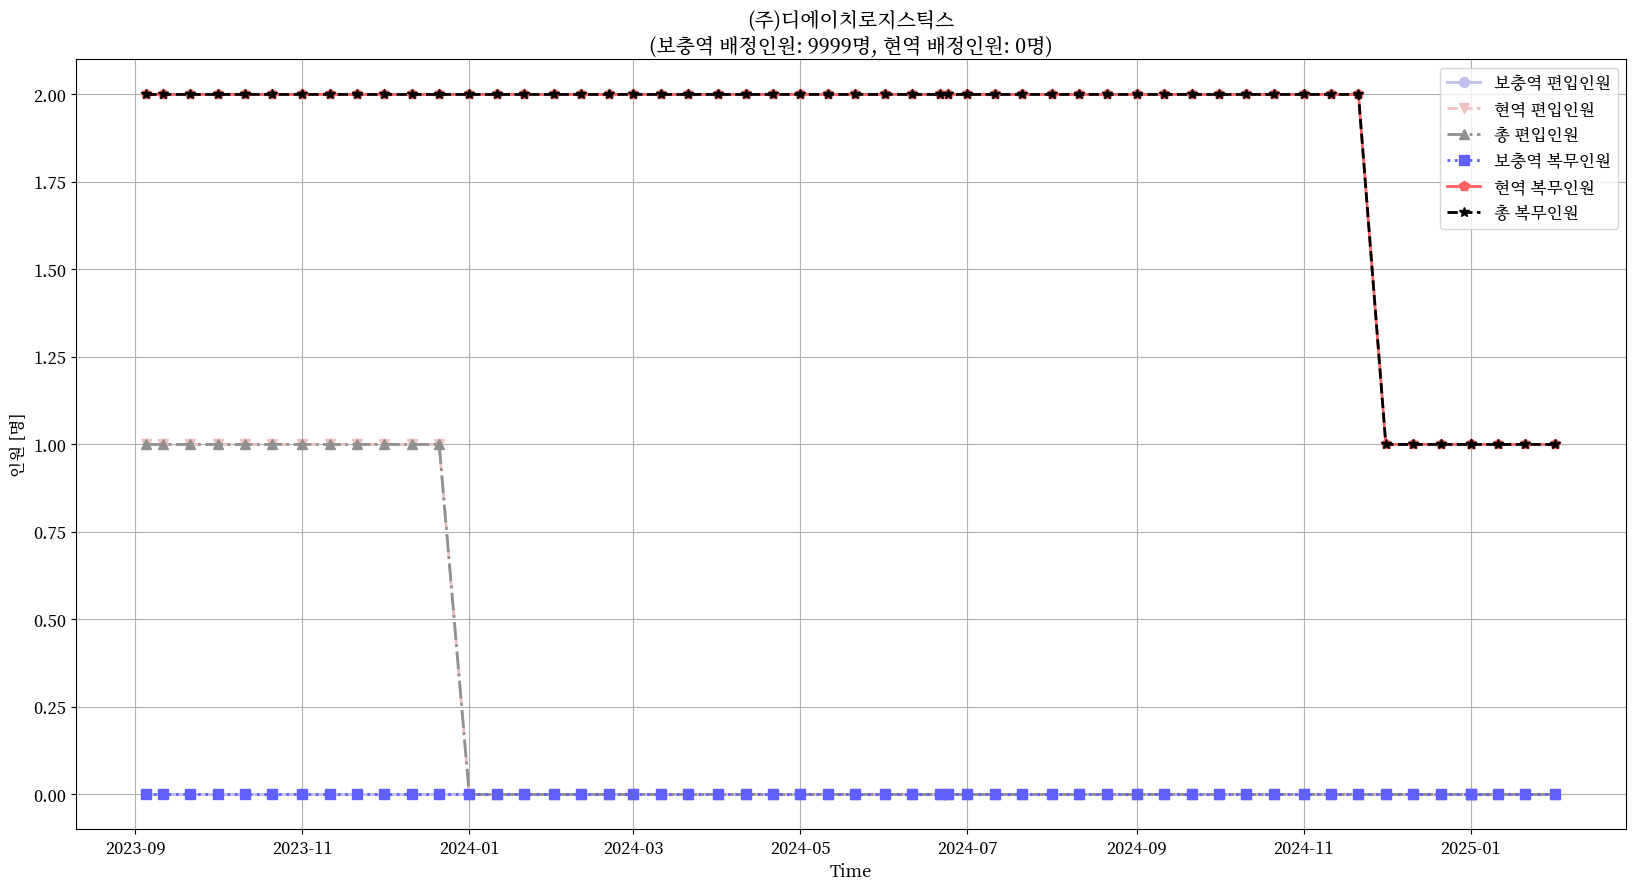 (주)디에이치로지스틱스
(보충역 배정인원: 9999명, 현역 배정인원: 0명)
보충역 편입인원
현역 편입인원
총 편입인원
보충역 복무인원
현역 복무인원
총 복무인원
인원 [명]
2.00
1.75
1.50
1.25
1.00
0.75
0.50
0.25
0.00
2023-09
2023-11
2024-01
2024-03
2024-05
2024-07
2024-09
2024-11
2025-01
Time